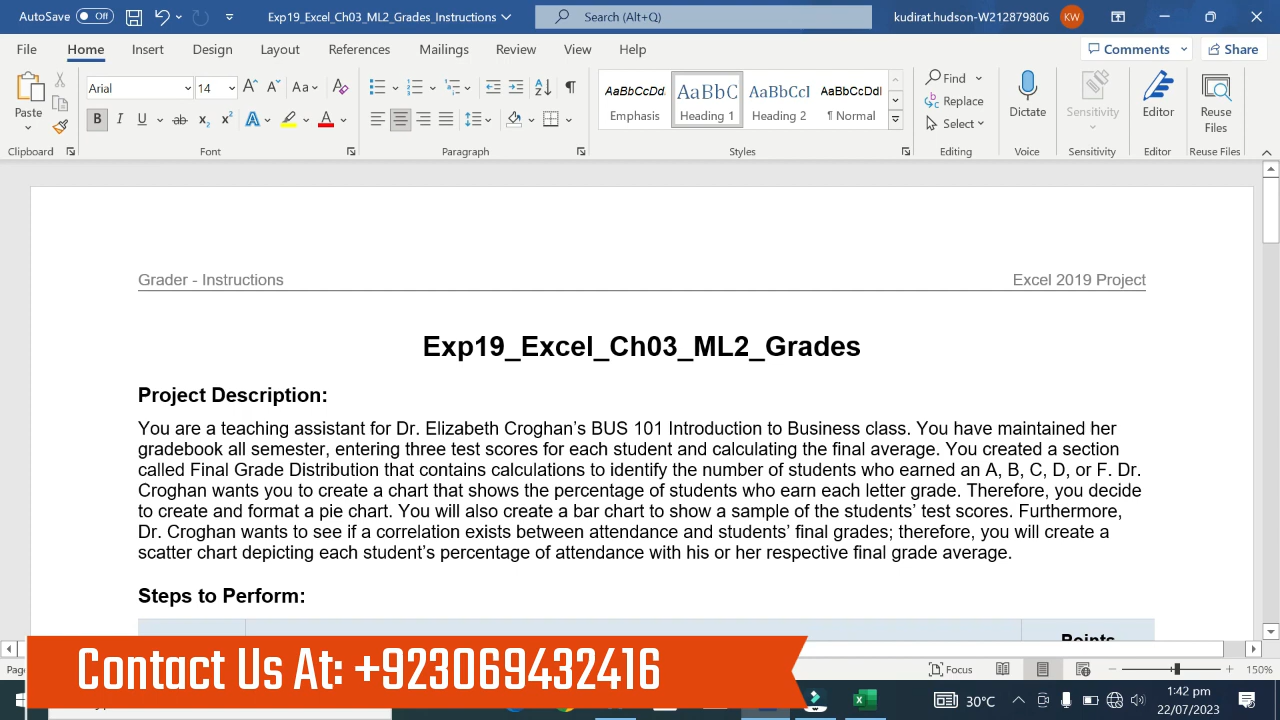 AutoSave Off Exp19_Excel_Ch03_ML2_Grades_Instructions Search (Alt+Q) kudirat.hudson-W212879806 KW
File Home Insert Design Layout References Mailings Review View Help Comments Share
Paste
Clipboard
Arial 14
Font
Paragraph
AaBbCcDd AaBbC AaBbCcI AaBbCcDdI
Emphasis Heading 1 Heading 2 ¶ Normal
Styles
Find
Replace
Select
Editing
Dictate
Voice
Sensitivity
Sensitivity
Editor
Editor
Reuse
Files
Reuse Files
Grader - Instructions Excel 2019 Project
Exp19_Excel_Ch03_ML2_Grades
Project Description:
You are a teaching assistant for Dr. Elizabeth Croghan’s BUS 101 Introduction to Business class. You have maintained her
gradebook all semester, entering three test scores for each student and calculating the final average. You created a section
called Final Grade Distribution that contains calculations to identify the number of students who earned an A, B, C, D, or F. Dr.
Croghan wants you to create a chart that shows the percentage of students who earn each letter grade. Therefore, you decide
to create and format a pie chart. You will also create a bar chart to show a sample of the students’ test scores. Furthermore,
Dr. Croghan wants to see if a correlation exists between attendance and students’ final grades; therefore, you will create a
scatter chart depicting each student’s percentage of attendance with his or her respective final grade average.
Steps to Perform:
Points
Contact Us At: +923069432416
Focus 150%
30°C 1:42 pm
22/07/2023